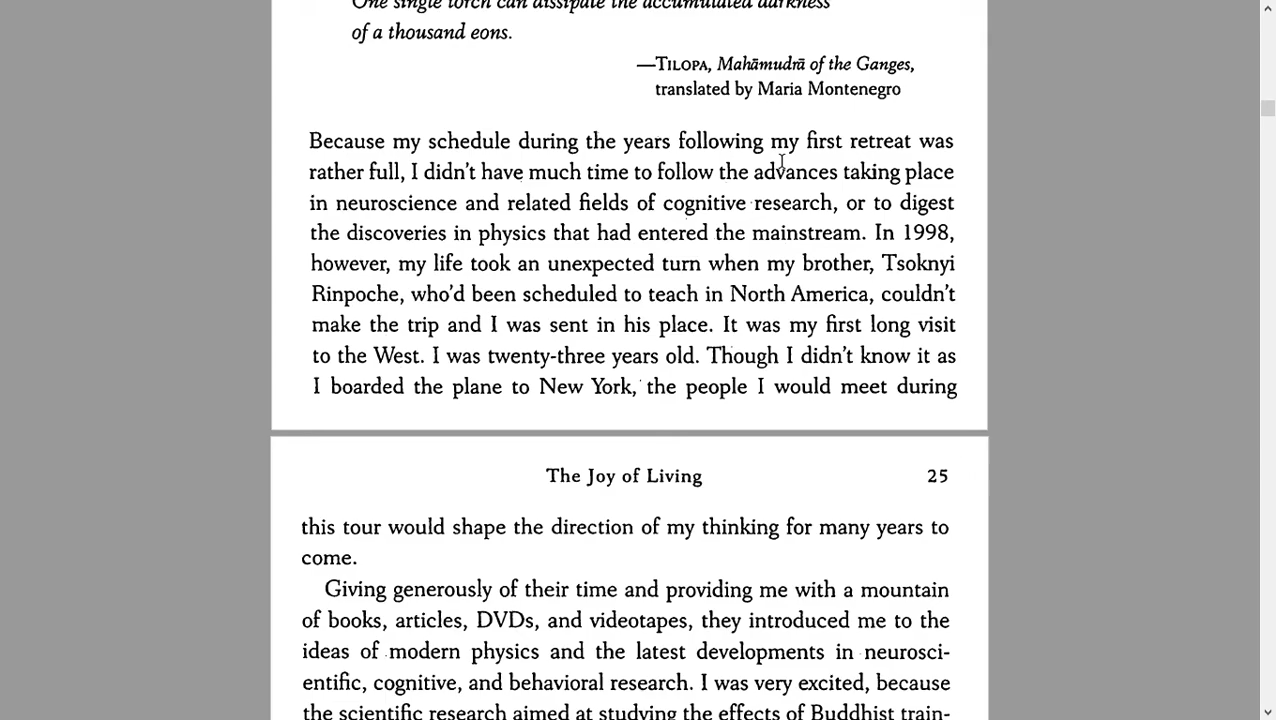 One single torch can dissipate the accumulated darkness
of a thousand eons.
—TILOPA, Mahāmudrā of the Ganges,
translated by Maria Montenegro
Because my schedule during the years following my first retreat was
rather full, I didn't have much time to follow the advances taking place
in neuroscience and related fields of cognitive research, or to digest
the discoveries in physics that had entered the mainstream. In 1998,
however, my life took an unexpected turn when my brother, Tsoknyi
Rinpoche, who'd been scheduled to teach in North America, couldn't
make the trip and I was sent in his place. It was my first long visit
to the West. I was twenty-three years old. Though I didn't know it as
I boarded the plane to New York, the people I would meet during
The Joy of Living 25
this tour would shape the direction of my thinking for many years to
come.
Giving generously of their time and providing me with a mountain
of books, articles, DVDs, and videotapes, they introduced me to the
ideas of modern physics and the latest developments in neurosci-
entific, cognitive, and behavioral research. I was very excited, because
the scientific research aimed at studying the effects of Buddhist train-